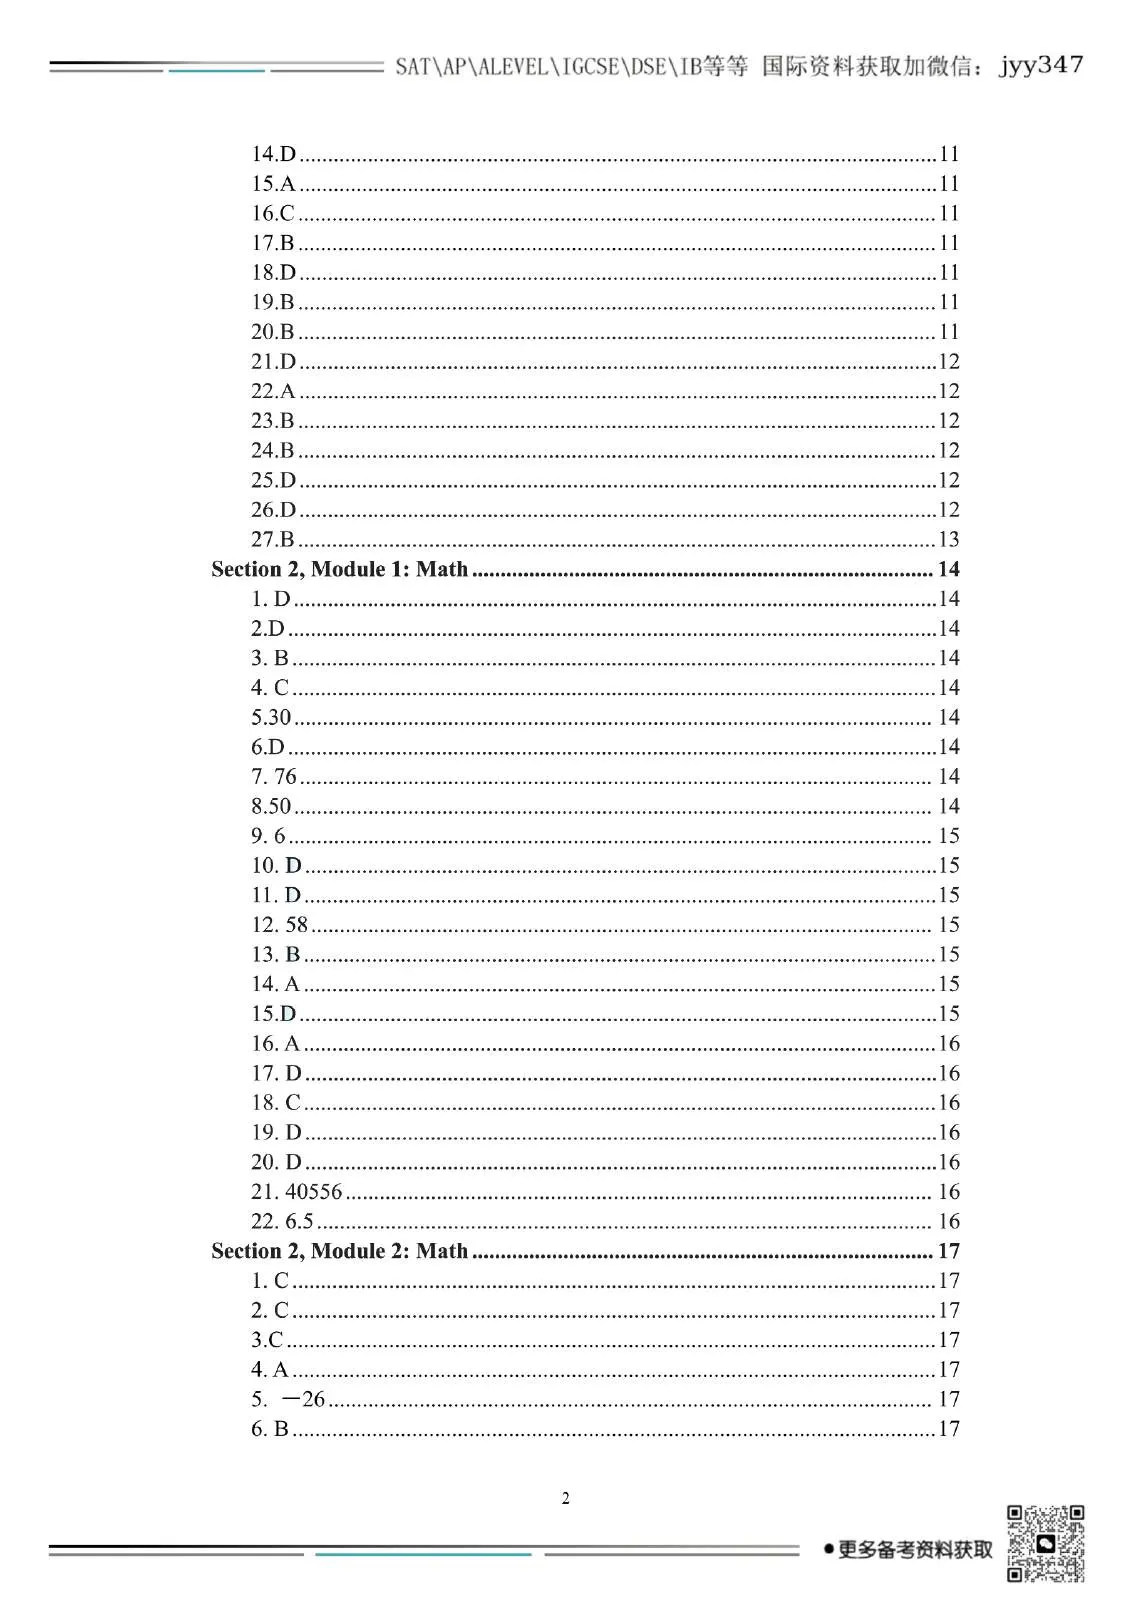 SAT\AP\ALEVEL\IGCSE\DSE\IB等等 国际资料获取加微信：jyy347
14.D........11
15.A........11
16.C........11
17.B........11
18.D........11
19.B........11
20.B........11
21.D........12
22.A........12
23.B........12
24.B........12
25.D........12
26.D........12
27.B........13
Section 2, Module 1: Math........14
1. D........14
2.D........14
3. B........14
4. C........14
5.30........14
6.D........14
7. 76........14
8.50........14
9. 6........15
10. D........15
11. D........15
12. 58........15
13. B........15
14. A........15
15.D........15
16. A........16
17. D........16
18. C........16
19. D........16
20. D........16
21. 40556........16
22. 6.5........16
Section 2, Module 2: Math........17
1. C........17
2. C........17
3.C........17
4. A........17
5. －26........17
6. B........17
2
●更多备考资料获取